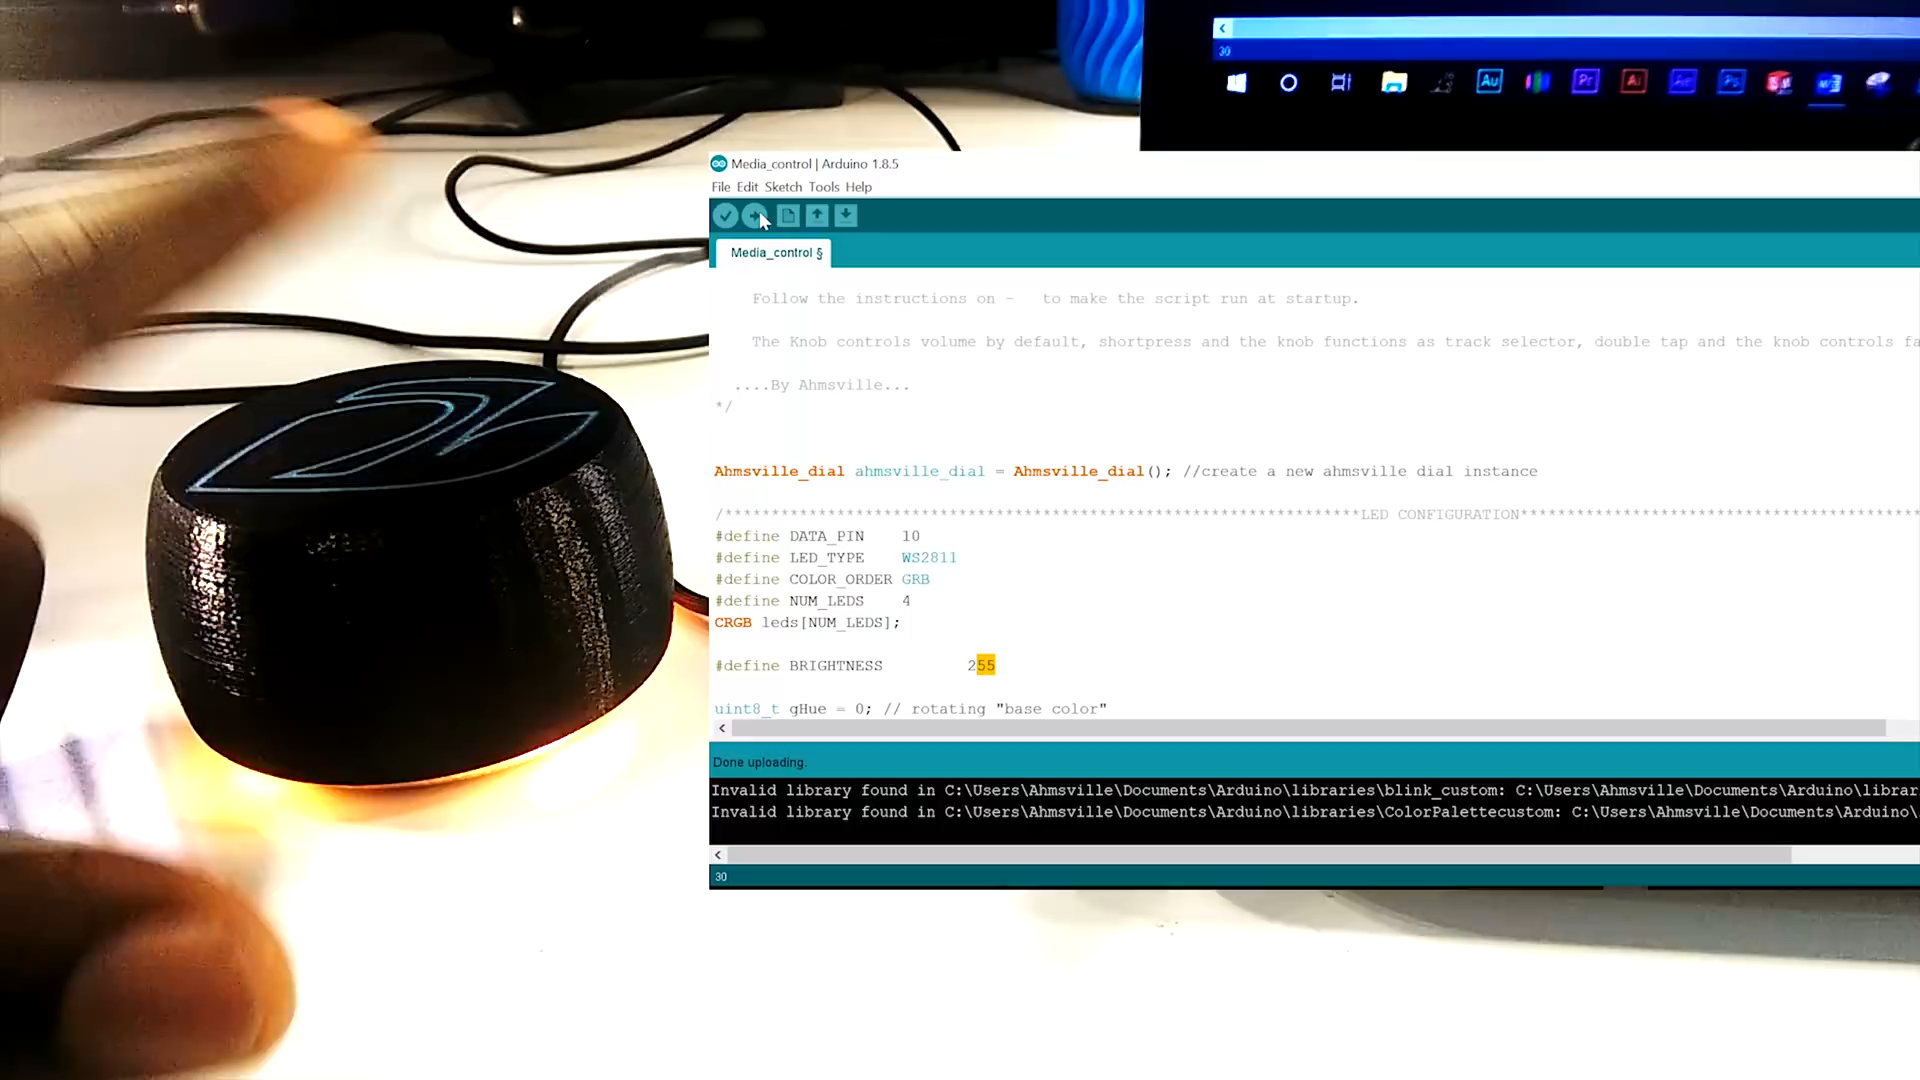 30
Au
Pr
Ai
Ps
Media_control | Arduino 1.8.5
File Edit Sketch Tools Help
Media_control §
Follow the instructions on -   to make the script run at startup.
The Knob controls volume by default, shortpress and the knob functions as track selector, double tap and the knob controls fa
....By Ahmsville...
*/
Ahmsville_dial ahmsville_dial = Ahmsville_dial(); //create a new ahmsville dial instance
/*********************************************************************LED CONFIGURATION*******************************************
#define DATA_PIN    10
#define LED_TYPE    WS2811
#define COLOR_ORDER GRB
#define NUM_LEDS    4
CRGB leds[NUM_LEDS];
#define BRIGHTNESS         255
uint8_t gHue = 0; // rotating "base color"
Done uploading.
Invalid library found in C:\Users\Ahmsville\Documents\Arduino\libraries\blink_custom: C:\Users\Ahmsville\Documents\Arduino\librar
Invalid library found in C:\Users\Ahmsville\Documents\Arduino\libraries\ColorPalettecustom: C:\Users\Ahmsville\Documents\Arduino\
30